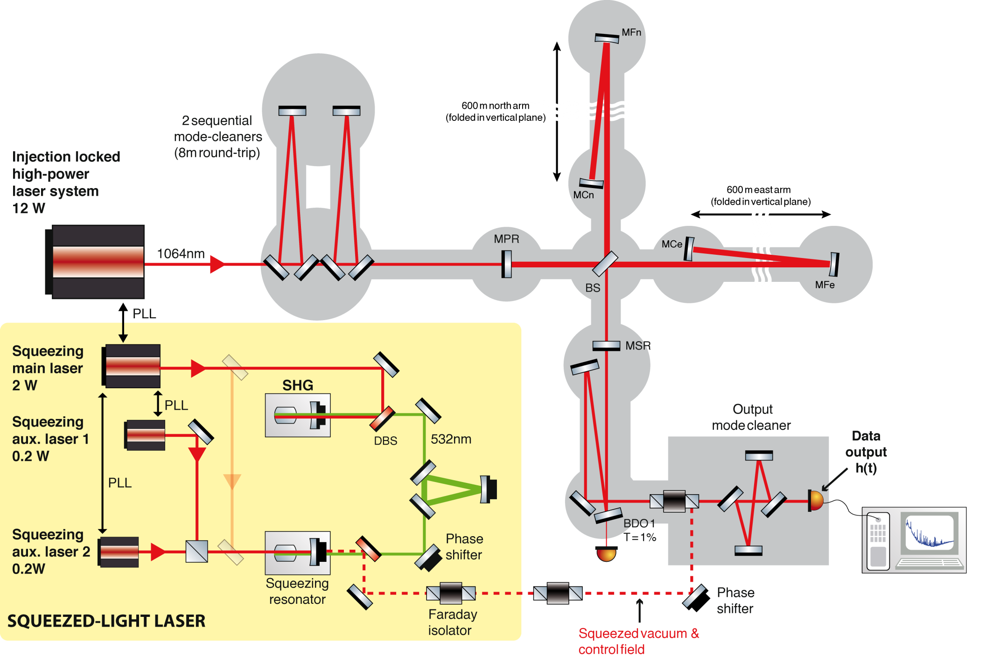 MFn
600 m north arm
(folded in vertical plane)
2 sequential
mode-cleaners
(8m round-trip)
Injection locked
high-power
laser system
12 W
MCn
600 m east arm
(folded in vertical plane)
1064nm
MPR
MCe
BS
MFe
PLL
Squeezing
main laser
2 W
MSR
SHG
PLL
Squeezing
aux. laser 1
0.2 W
DBS
532nm
Output
mode cleaner
Data
output
h(t)
PLL
BDO1
T = 1%
Squeezing
aux. laser 2
0.2W
Phase
shifter
Squeezing
resonator
Faraday
isolator
Phase
shifter
SQUEEZED-LIGHT LASER
Squeezed vacuum &
control field